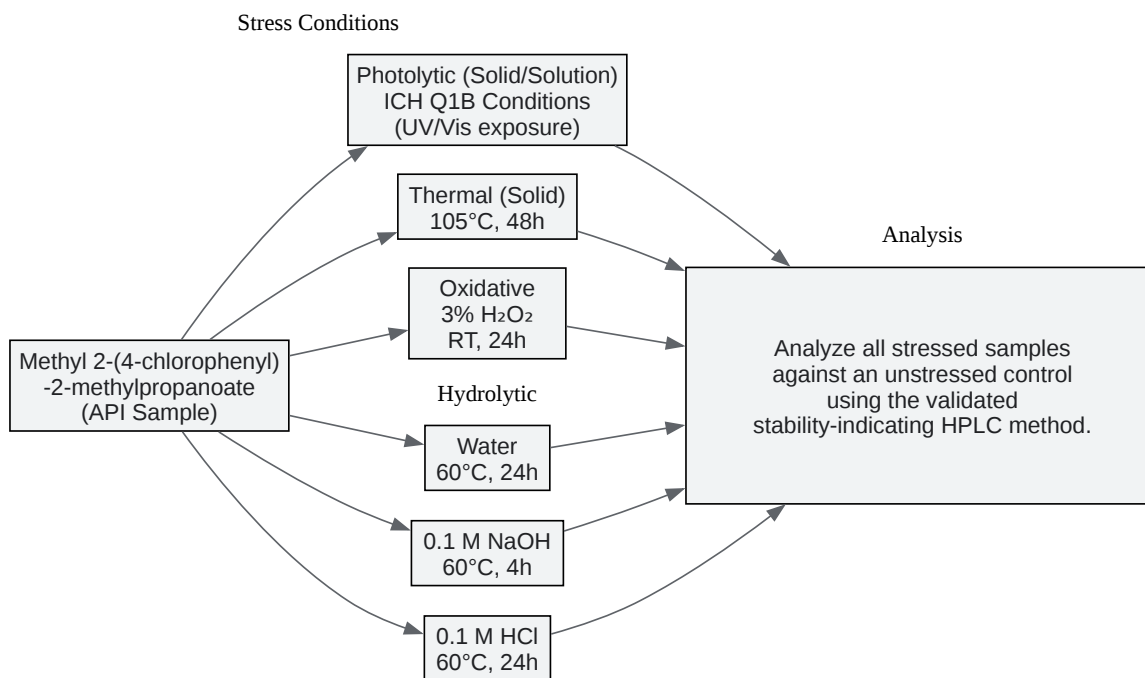 Stress Conditions
Photolytic (Solid/Solution)
ICH Q1B Conditions
(UV/Vis exposure)
Thermal (Solid)
105°C, 48h
Analysis
Oxidative
3% H₂O₂
RT, 24h
Methyl 2-(4-chlorophenyl)
-2-methylpropanoate
(API Sample)
Analyze all stressed samples
against an unstressed control
using the validated
stability-indicating HPLC method.
Hydrolytic
Water
60°C, 24h
0.1 M NaOH
60°C, 4h
0.1 M HCl
60°C, 24h